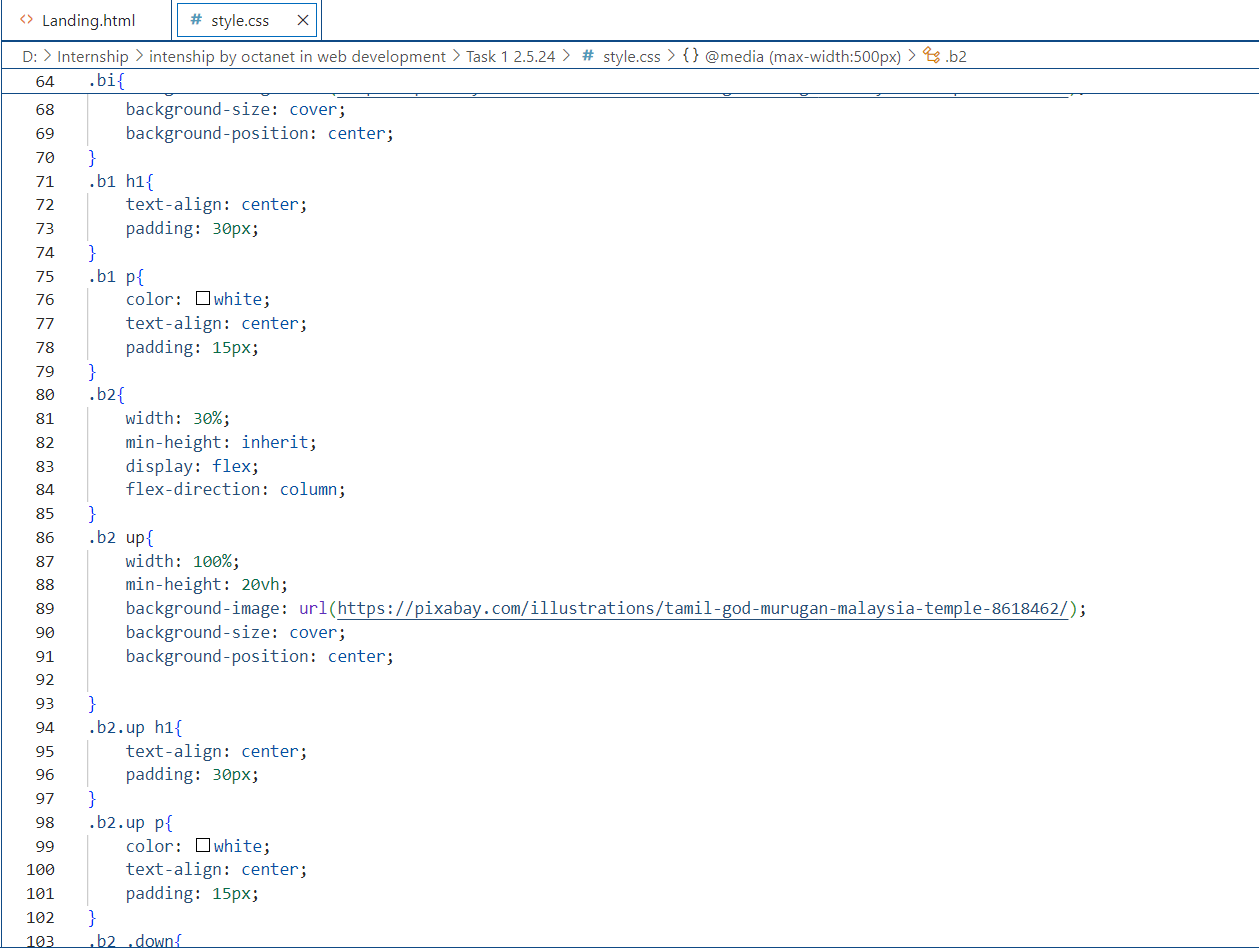 <> Landing.html # style.css ×
D: > Internship > intenship by octanet in web development > Task 1 2.5.24 > # style.css > {} @media (max-width:500px) > .b2
64 .bi{
68 background-size: cover;
69 background-position: center;
70 }
71 .b1 h1{
72 text-align: center;
73 padding: 30px;
74 }
75 .b1 p{
76 color: white;
77 text-align: center;
78 padding: 15px;
79 }
80 .b2{
81 width: 30%;
82 min-height: inherit;
83 display: flex;
84 flex-direction: column;
85 }
86 .b2 up{
87 width: 100%;
88 min-height: 20vh;
89 background-image: url(https://pixabay.com/illustrations/tamil-god-murugan-malaysia-temple-8618462/);
90 background-size: cover;
91 background-position: center;
92
93 }
94 .b2.up h1{
95 text-align: center;
96 padding: 30px;
97 }
98 .b2.up p{
99 color: white;
100 text-align: center;
101 padding: 15px;
102 }
103 .b2 .down{